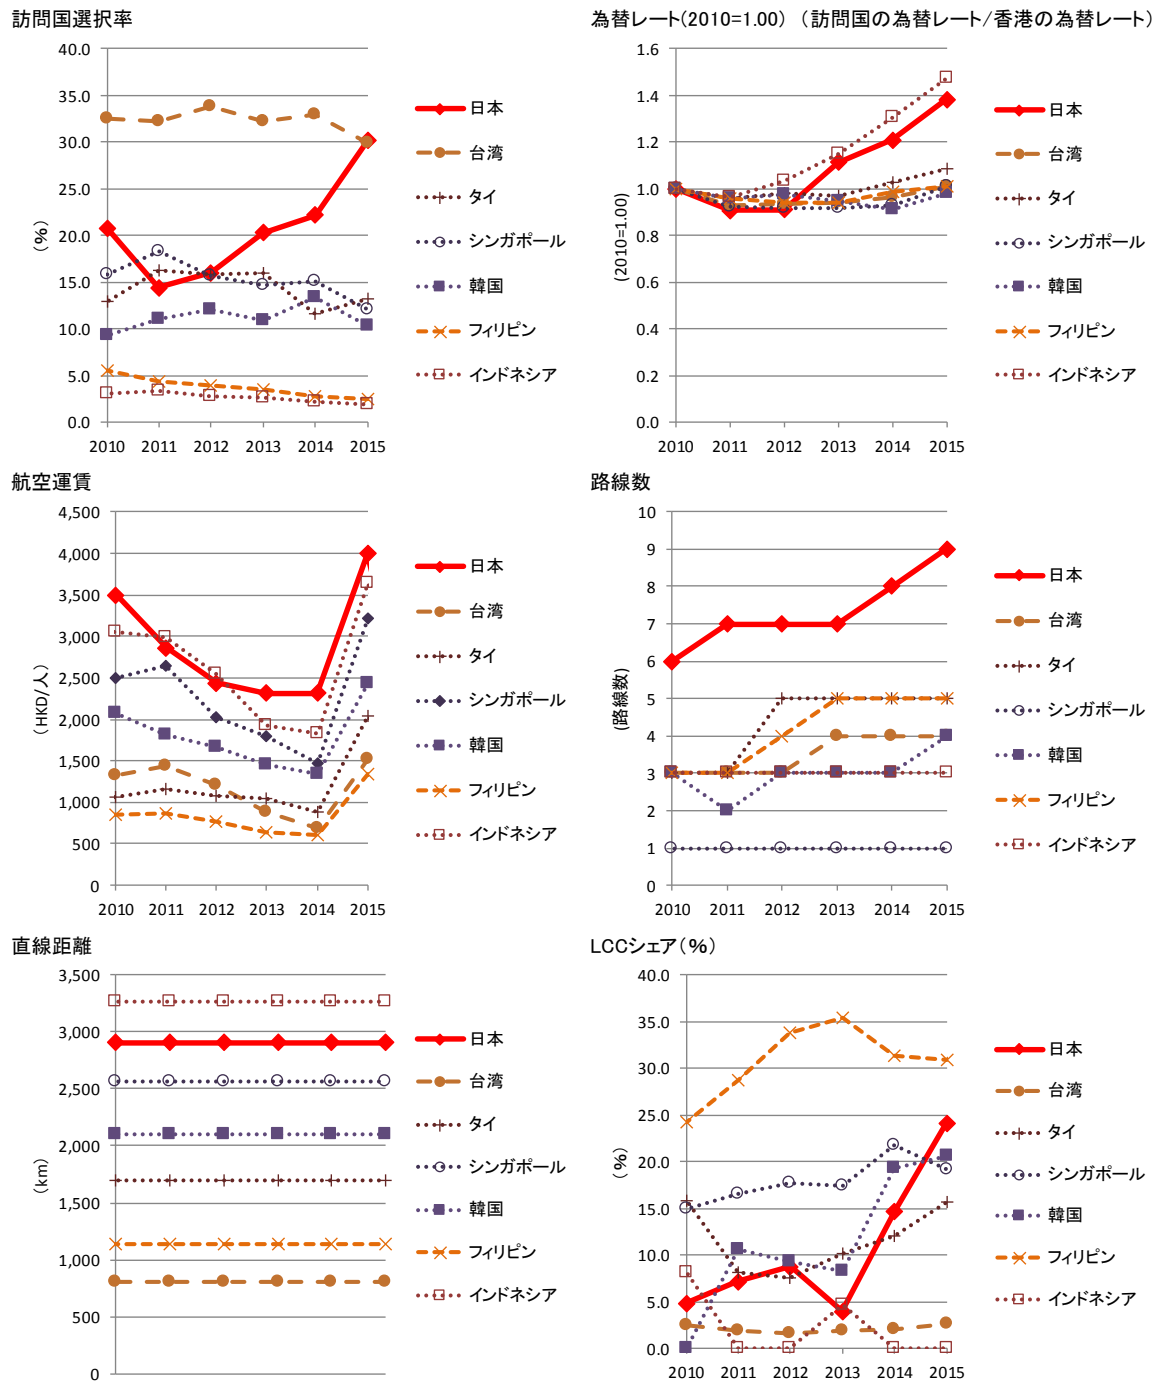 訪問国選択率
40.0
35.0
30.0
25.0
20.0
15.0
10.0
5.0
0.0
(%)
2010 2011 2012 2013 2014 2015
日本
台湾
タイ
シンガポール
韓国
フィリピン
インドネシア
為替レート(2010=1.00) (訪問国の為替レート/香港の為替レート)
1.6
1.4
1.2
1.0
0.8
0.6
0.4
0.2
0.0
(2010=1.00)
2010 2011 2012 2013 2014 2015
日本
台湾
タイ
シンガポール
韓国
フィリピン
インドネシア
航空運賃
4,500
4,000
3,500
3,000
2,500
2,000
1,500
1,000
500
0
(HKD/人)
2010 2011 2012 2013 2014 2015
日本
台湾
タイ
シンガポール
韓国
フィリピン
インドネシア
路線数
10
9
8
7
6
5
4
3
2
1
0
(路線数)
2010 2011 2012 2013 2014 2015
日本
台湾
タイ
シンガポール
韓国
フィリピン
インドネシア
直線距離
3,500
3,000
2,500
2,000
1,500
1,000
500
0
(km)
日本
台湾
タイ
シンガポール
韓国
フィリピン
インドネシア
LCCシェア(%)
40.0
35.0
30.0
25.0
20.0
15.0
10.0
5.0
0.0
(%)
2010 2011 2012 2013 2014 2015
日本
台湾
タイ
シンガポール
韓国
フィリピン
インドネシア